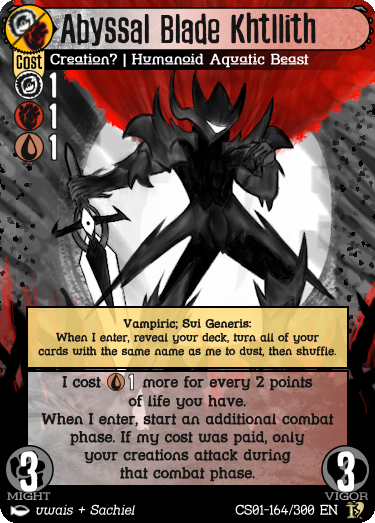 Abyssal Blade Khtllith
Cost
Creation? | Humanoid Aquatic Beast
1
1
1
Vampiric; Sui Generis:
When I enter, reveal your deck, turn all of your
cards with the same name as me to dust, then shuffle.
I cost 1 more for every 2 points
of life you have.
When I enter, start an additional combat
phase. If my cost was paid, only
your creations attack during
that combat phase.
3
MIGHT
3
VIGOR
uwais + Sachiel
CS01-164/300 EN